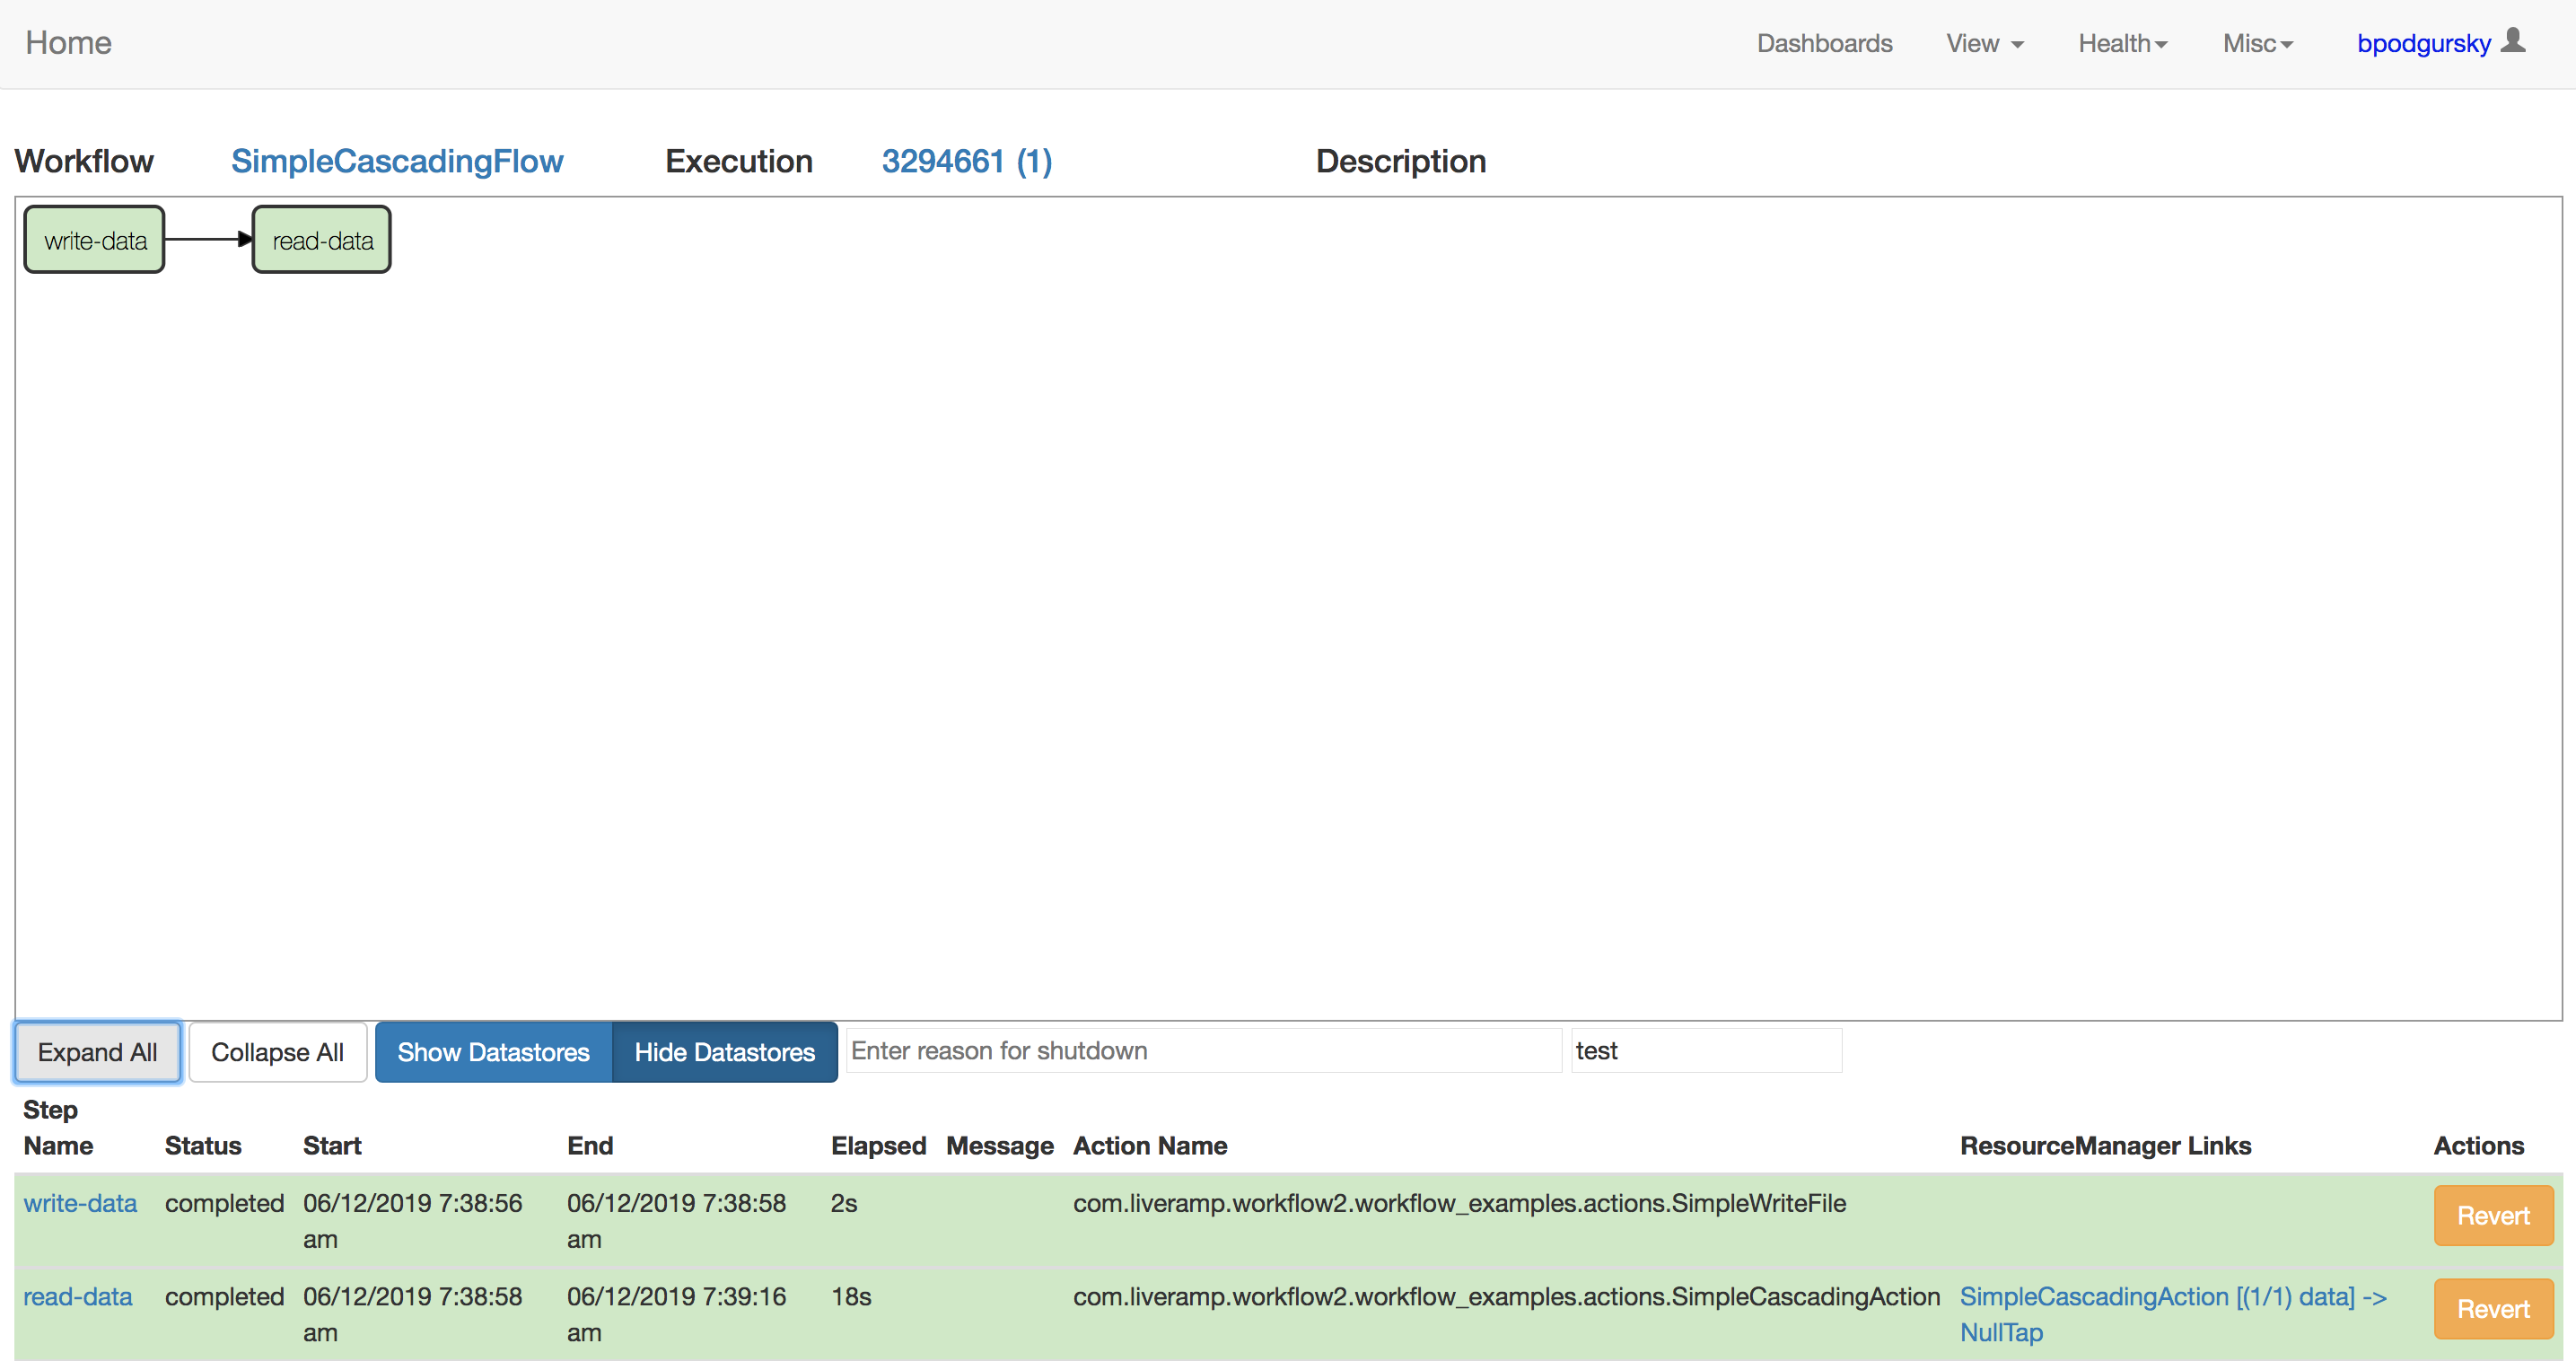 Home Dashboards View Health Misc bpodgursky
Workflow SimpleCascadingFlow Execution 3294661 (1) Description
write-data read-data
Expand All Collapse All Show Datastores Hide Datastores Enter reason for shutdown test
Step
Name Status Start End Elapsed Message Action Name ResourceManager Links Actions
write-data completed 06/12/2019 7:38:56 06/12/2019 7:38:58 2s com.liveramp.workflow2.workflow_examples.actions.SimpleWriteFile Revert
am am
read-data completed 06/12/2019 7:38:58 06/12/2019 7:39:16 18s com.liveramp.workflow2.workflow_examples.actions.SimpleCascadingAction SimpleCascadingAction [(1/1) data] -> Revert
am am NullTap